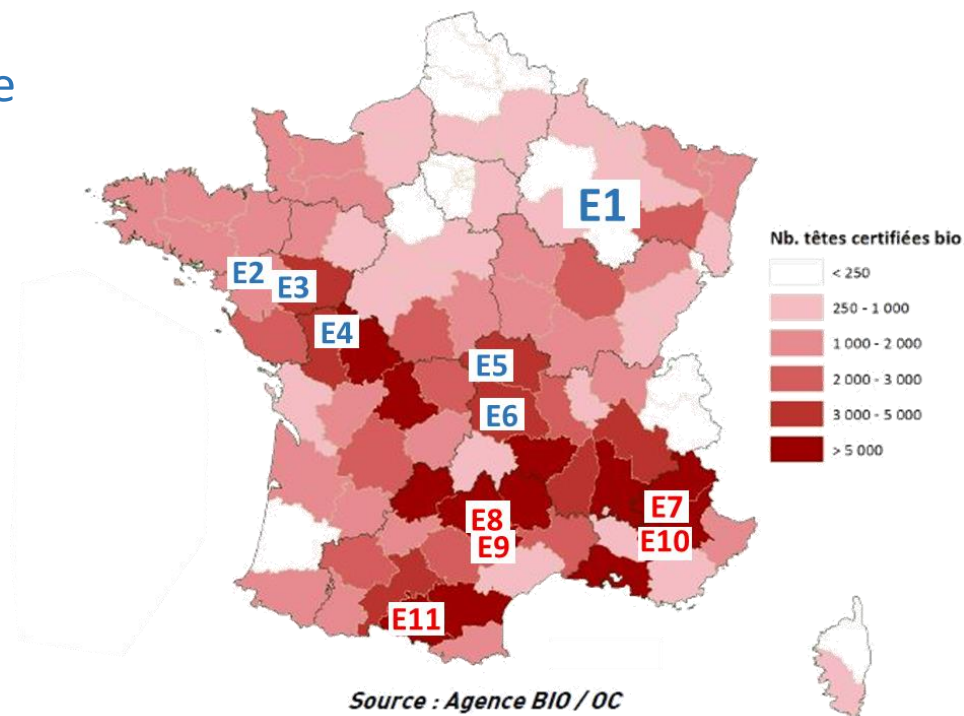 e
E1
E2
E3
E4
E5
E6
E7
E8
E9
E10
E11
Nb. têtes certifiées bio
< 250
250 - 1 000
1 000 - 2 000
2 000 - 3 000
3 000 - 5 000
> 5 000
Source : Agence BIO / OC